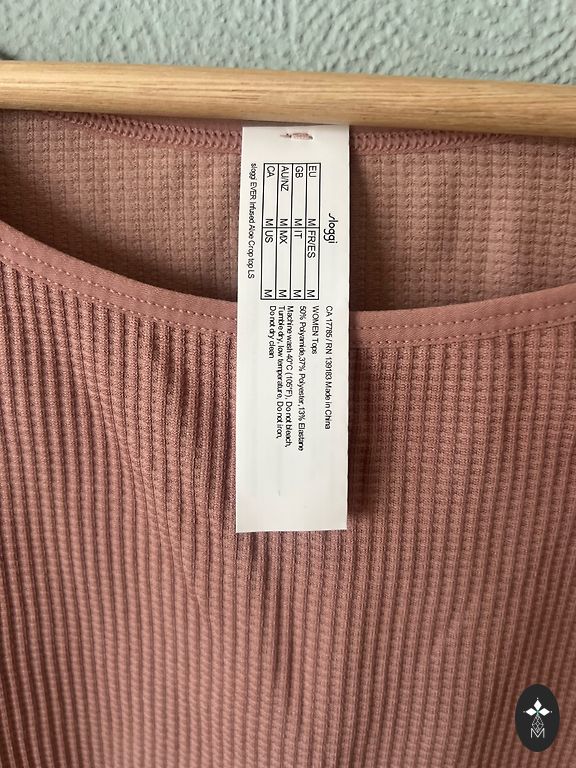 sloggi
EU M FR/ES M
GB M IT M
AU/NZ M MX M
CA M US M
sloggi EVER Infused Aloe Crop top LS
CA 17785 / RN 139183 Made in China
WOMEN Tops
50% Polyamide,37% Polyester,13% Elastane
Machine wash 40°C (105°F), Do not bleach,
Tumble dry, low temperature, Do not iron,
Do not dry clean
M